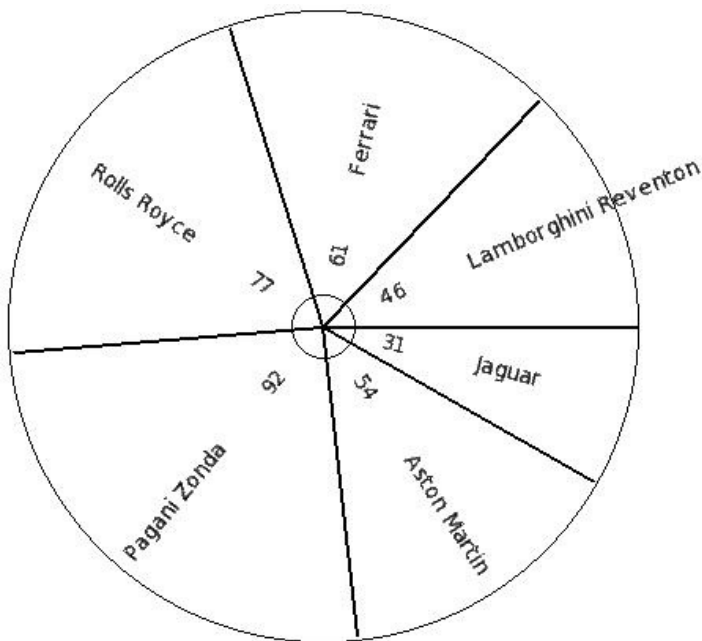 Ferrari
61
Lamborghini Reventon
46
Rolls Royce
77
31
Jaguar
92
Pagani Zonda
54
Aston Martin